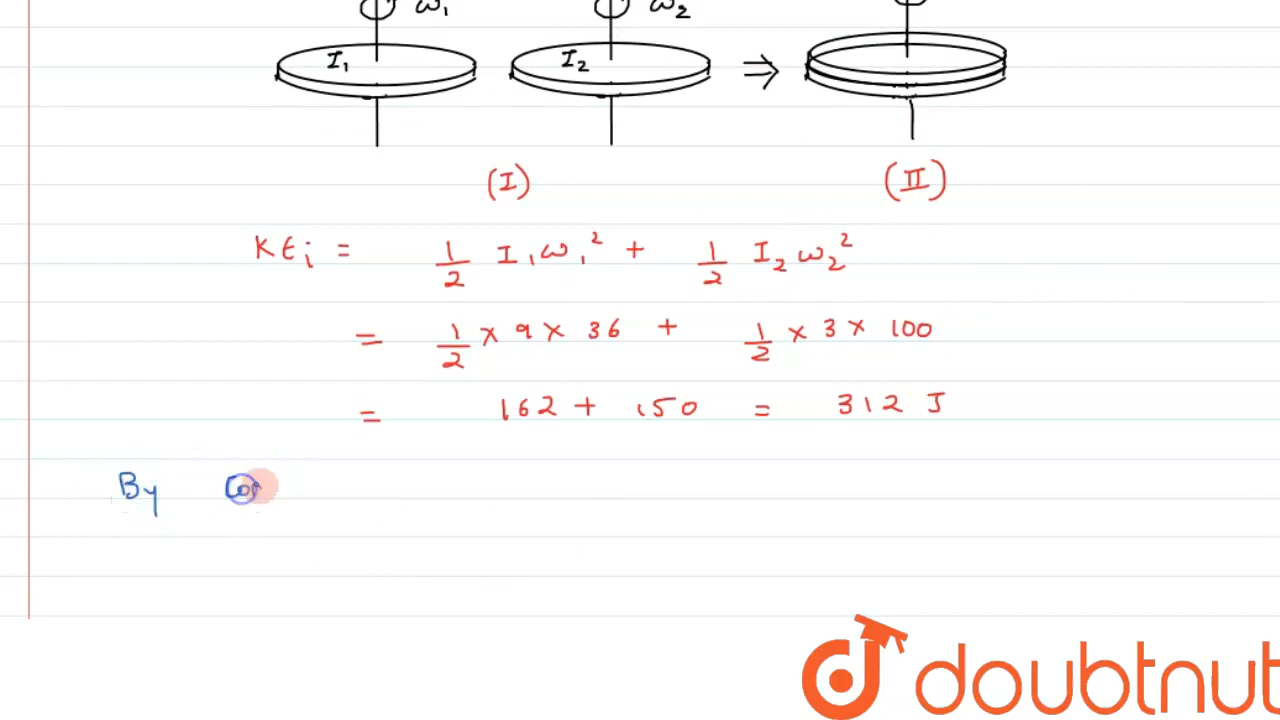 ω₁ ω₂
I₁ I₂ ⇒
(I) (II)
KEi = 1/2 I₁ω₁² + 1/2 I₂ω₂²
= 1/2 × 9 × 36 + 1/2 × 3 × 100
= 162 + 150 = 312 J
By Con
doubtnut